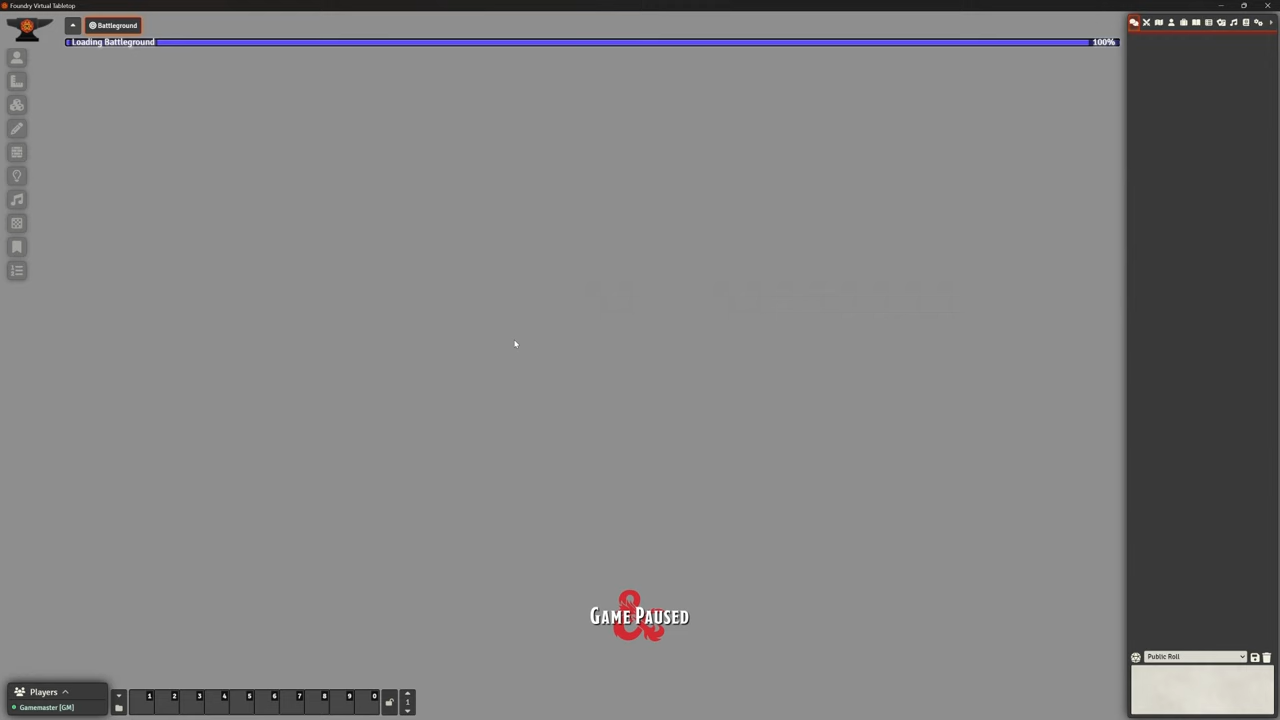 Foundry Virtual Tabletop
Battleground
Loading Battleground 100%
GAME PAUSED
Public Roll
Players
Gamemaster [GM]
1 2 3 4 5 6 7 8 9 0
1